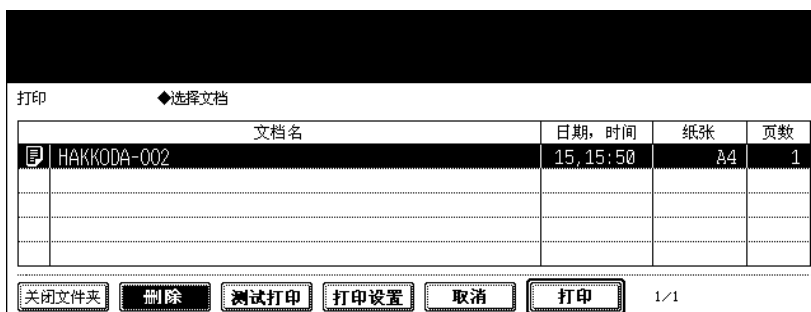 打印 ◆选择文档
文档名 日期，时间 纸张 页数
HAKKODA-002 15,15:50 A4 1
关闭文件夹 删除 测试打印 打印设置 取消 打印 1/1